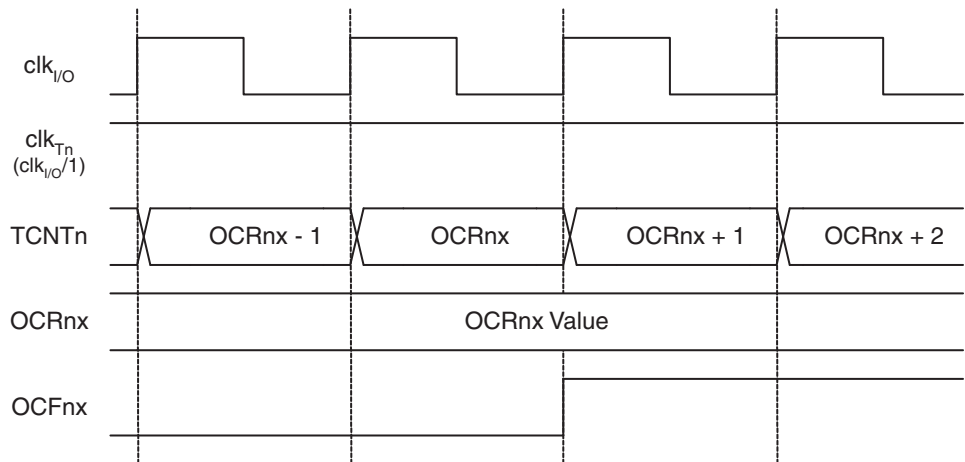 clkI/O
clkTn
(clkI/O/1)
TCNTn OCRnx - 1 OCRnx OCRnx + 1 OCRnx + 2
OCRnx OCRnx Value
OCFnx